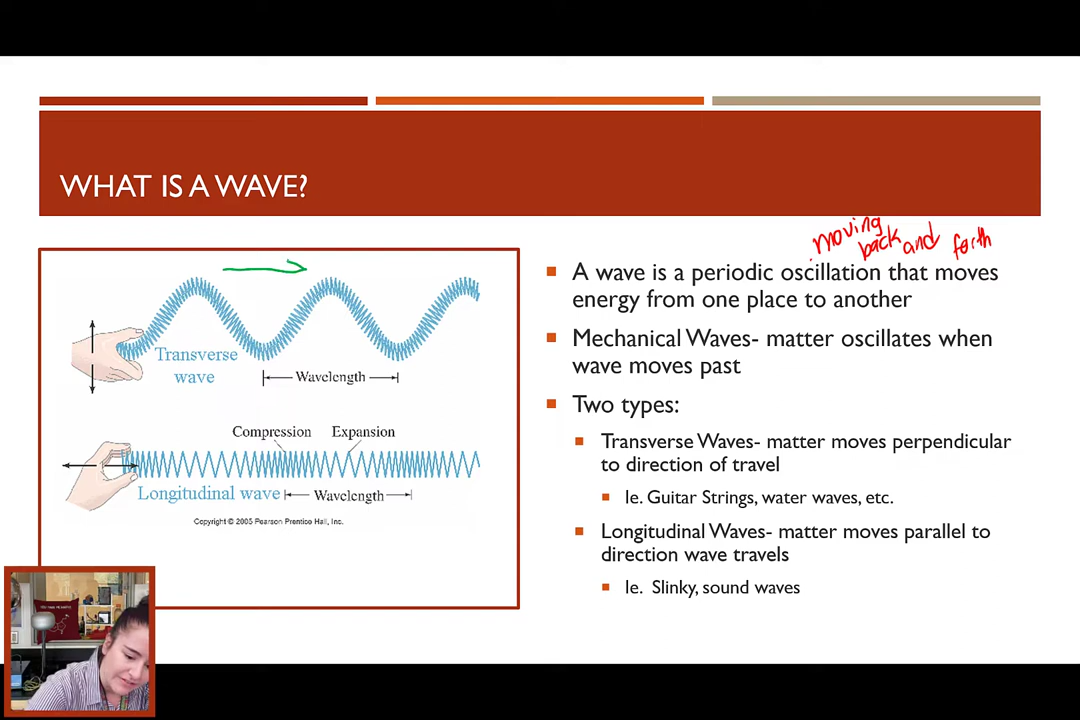 WHAT IS A WAVE?
Transverse
wave
Wavelength
Compression Expansion
Longitudinal wave
Wavelength
Copyright © 2005 Pearson Prentice Hall, Inc.
moving
back and forth
A wave is a periodic oscillation that moves
energy from one place to another
Mechanical Waves- matter oscillates when
wave moves past
Two types:
Transverse Waves- matter moves perpendicular
to direction of travel
Ie. Guitar Strings, water waves, etc.
Longitudinal Waves- matter moves parallel to
direction wave travels
Ie. Slinky, sound waves